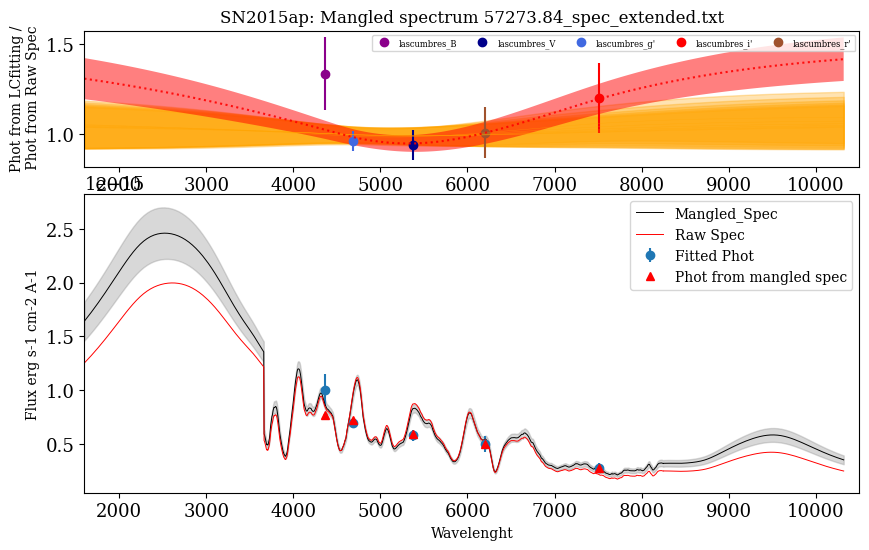 SN2015ap: Mangled spectrum 57273.84_spec_extended.txt
Phot from LCfitting /
Phot from Raw Spec
1.5
1.0
lascumbres_B
lascumbres_V
lascumbres_g'
lascumbres_i'
lascumbres_r'
2000 3000 4000 5000 6000 7000 8000 9000 10000
1e-15
Flux erg s-1 cm-2 A-1
2.5
2.0
1.5
1.0
0.5
Mangled_Spec
Raw Spec
Fitted Phot
Phot from mangled spec
2000 3000 4000 5000 6000 7000 8000 9000 10000
Wavelenght